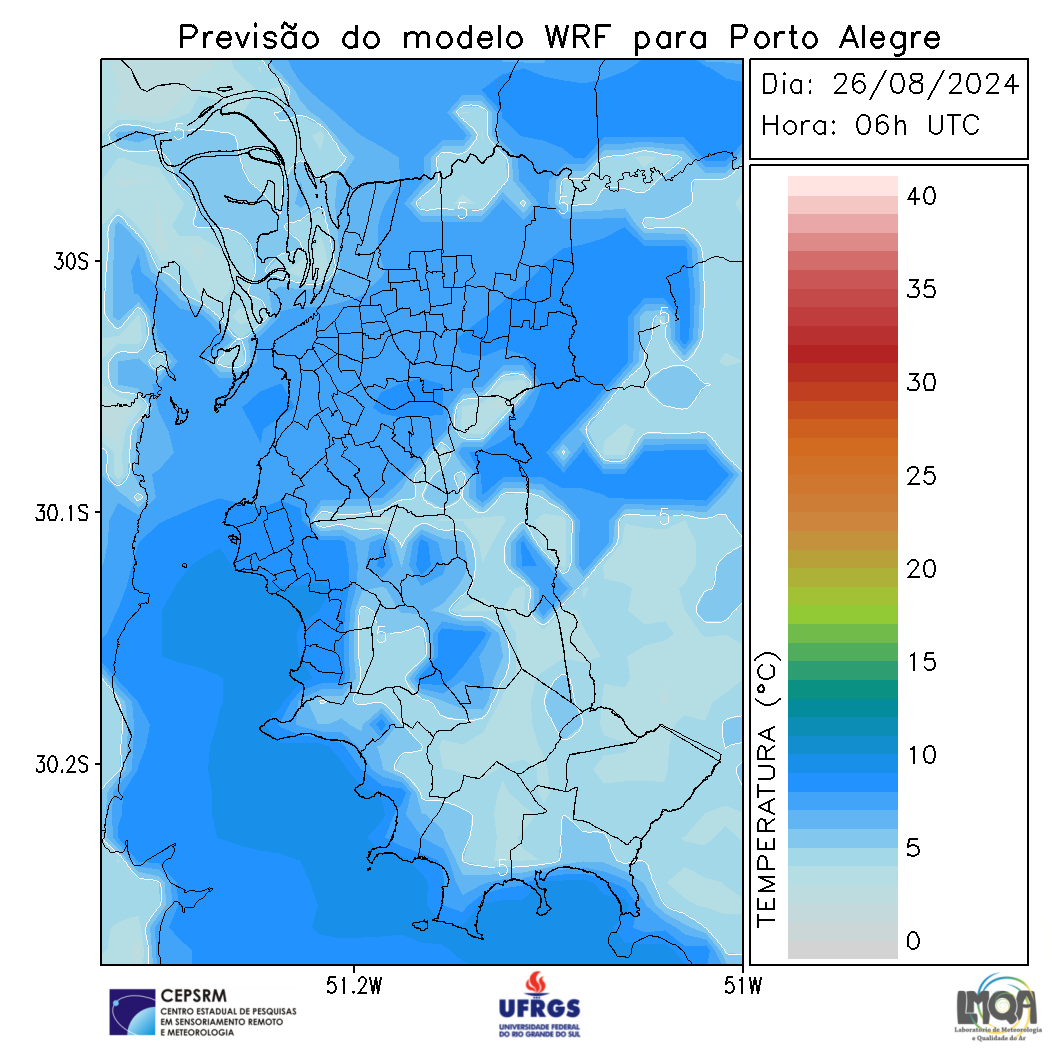 Previsão do modelo WRF para Porto Alegre
Dia: 26/08/2024
Hora: 06h UTC
40
35
30
25
20
15
10
5
0
TEMPERATURA (°C)
30S
30.1S
30.2S
51.2W
51W
5
5
5
5
5
5
5
CEPSRM
CENTRO ESTADUAL DE PESQUISAS
EM SENSORIAMENTO REMOTO
E METEOROLOGIA
UFRGS
UNIVERSIDADE FEDERAL
DO RIO GRANDE DO SUL
LMQA
Laboratório de Meteorologia
e Qualidade do Ar